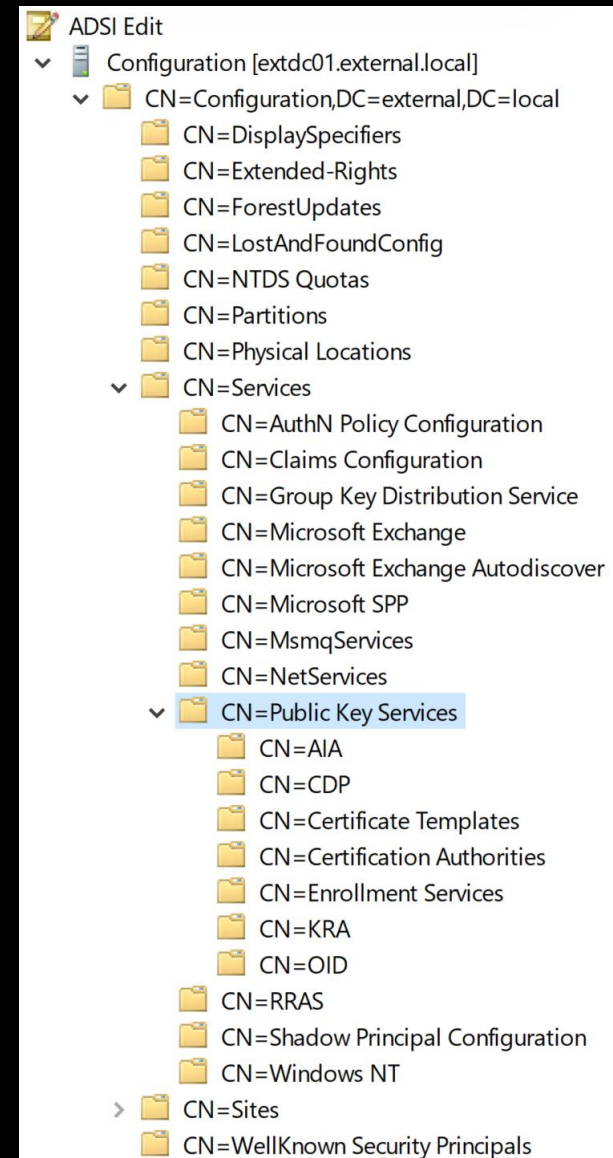 ADSI Edit
Configuration [extdc01.external.local]
CN=Configuration,DC=external,DC=local
CN=DisplaySpecifiers
CN=Extended-Rights
CN=ForestUpdates
CN=LostAndFoundConfig
CN=NTDS Quotas
CN=Partitions
CN=Physical Locations
CN=Services
CN=AuthN Policy Configuration
CN=Claims Configuration
CN=Group Key Distribution Service
CN=Microsoft Exchange
CN=Microsoft Exchange Autodiscover
CN=Microsoft SPP
CN=MsmqServices
CN=NetServices
CN=Public Key Services
CN=AIA
CN=CDP
CN=Certificate Templates
CN=Certification Authorities
CN=Enrollment Services
CN=KRA
CN=OID
CN=RRAS
CN=Shadow Principal Configuration
CN=Windows NT
CN=Sites
CN=WellKnown Security Principals